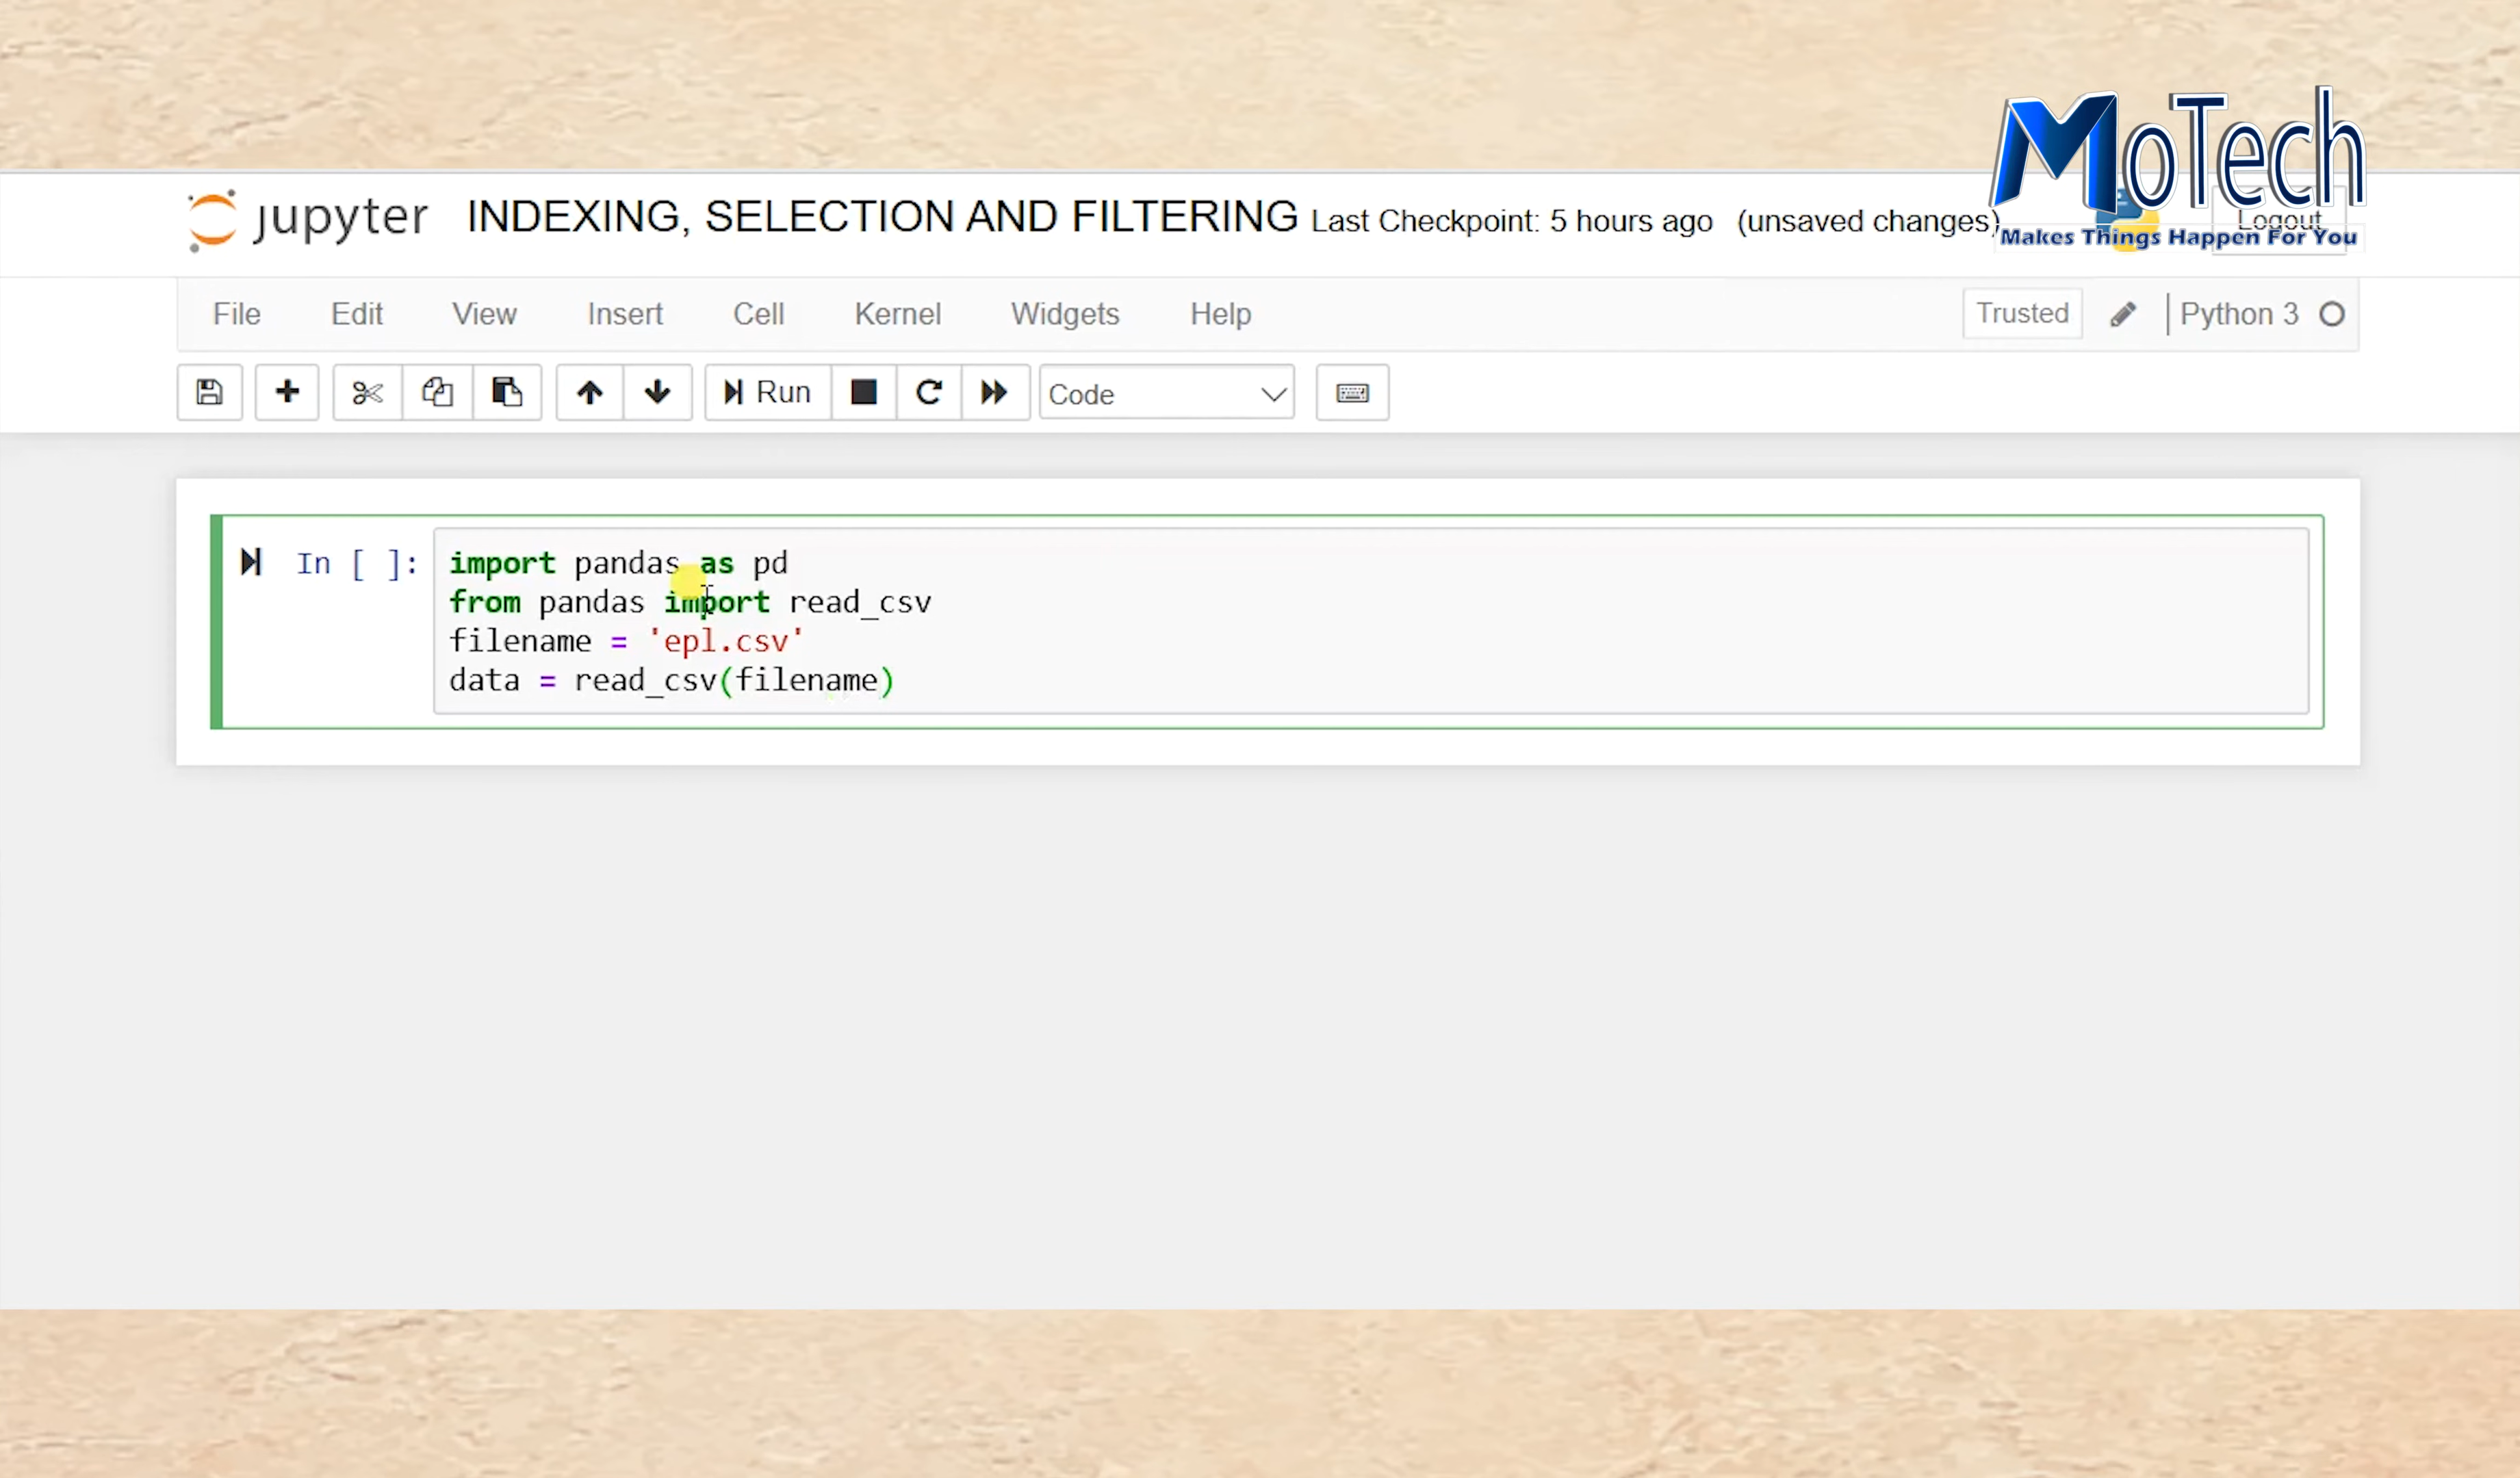 MoTech
Makes Things Happen For You
jupyter INDEXING, SELECTION AND FILTERING Last Checkpoint: 5 hours ago (unsaved changes)
Logout
File Edit View Insert Cell Kernel Widgets Help Trusted Python 3
Run Code
In [ ]:
import pandas as pd
from pandas import read_csv
filename = 'epl.csv'
data = read_csv(filename)